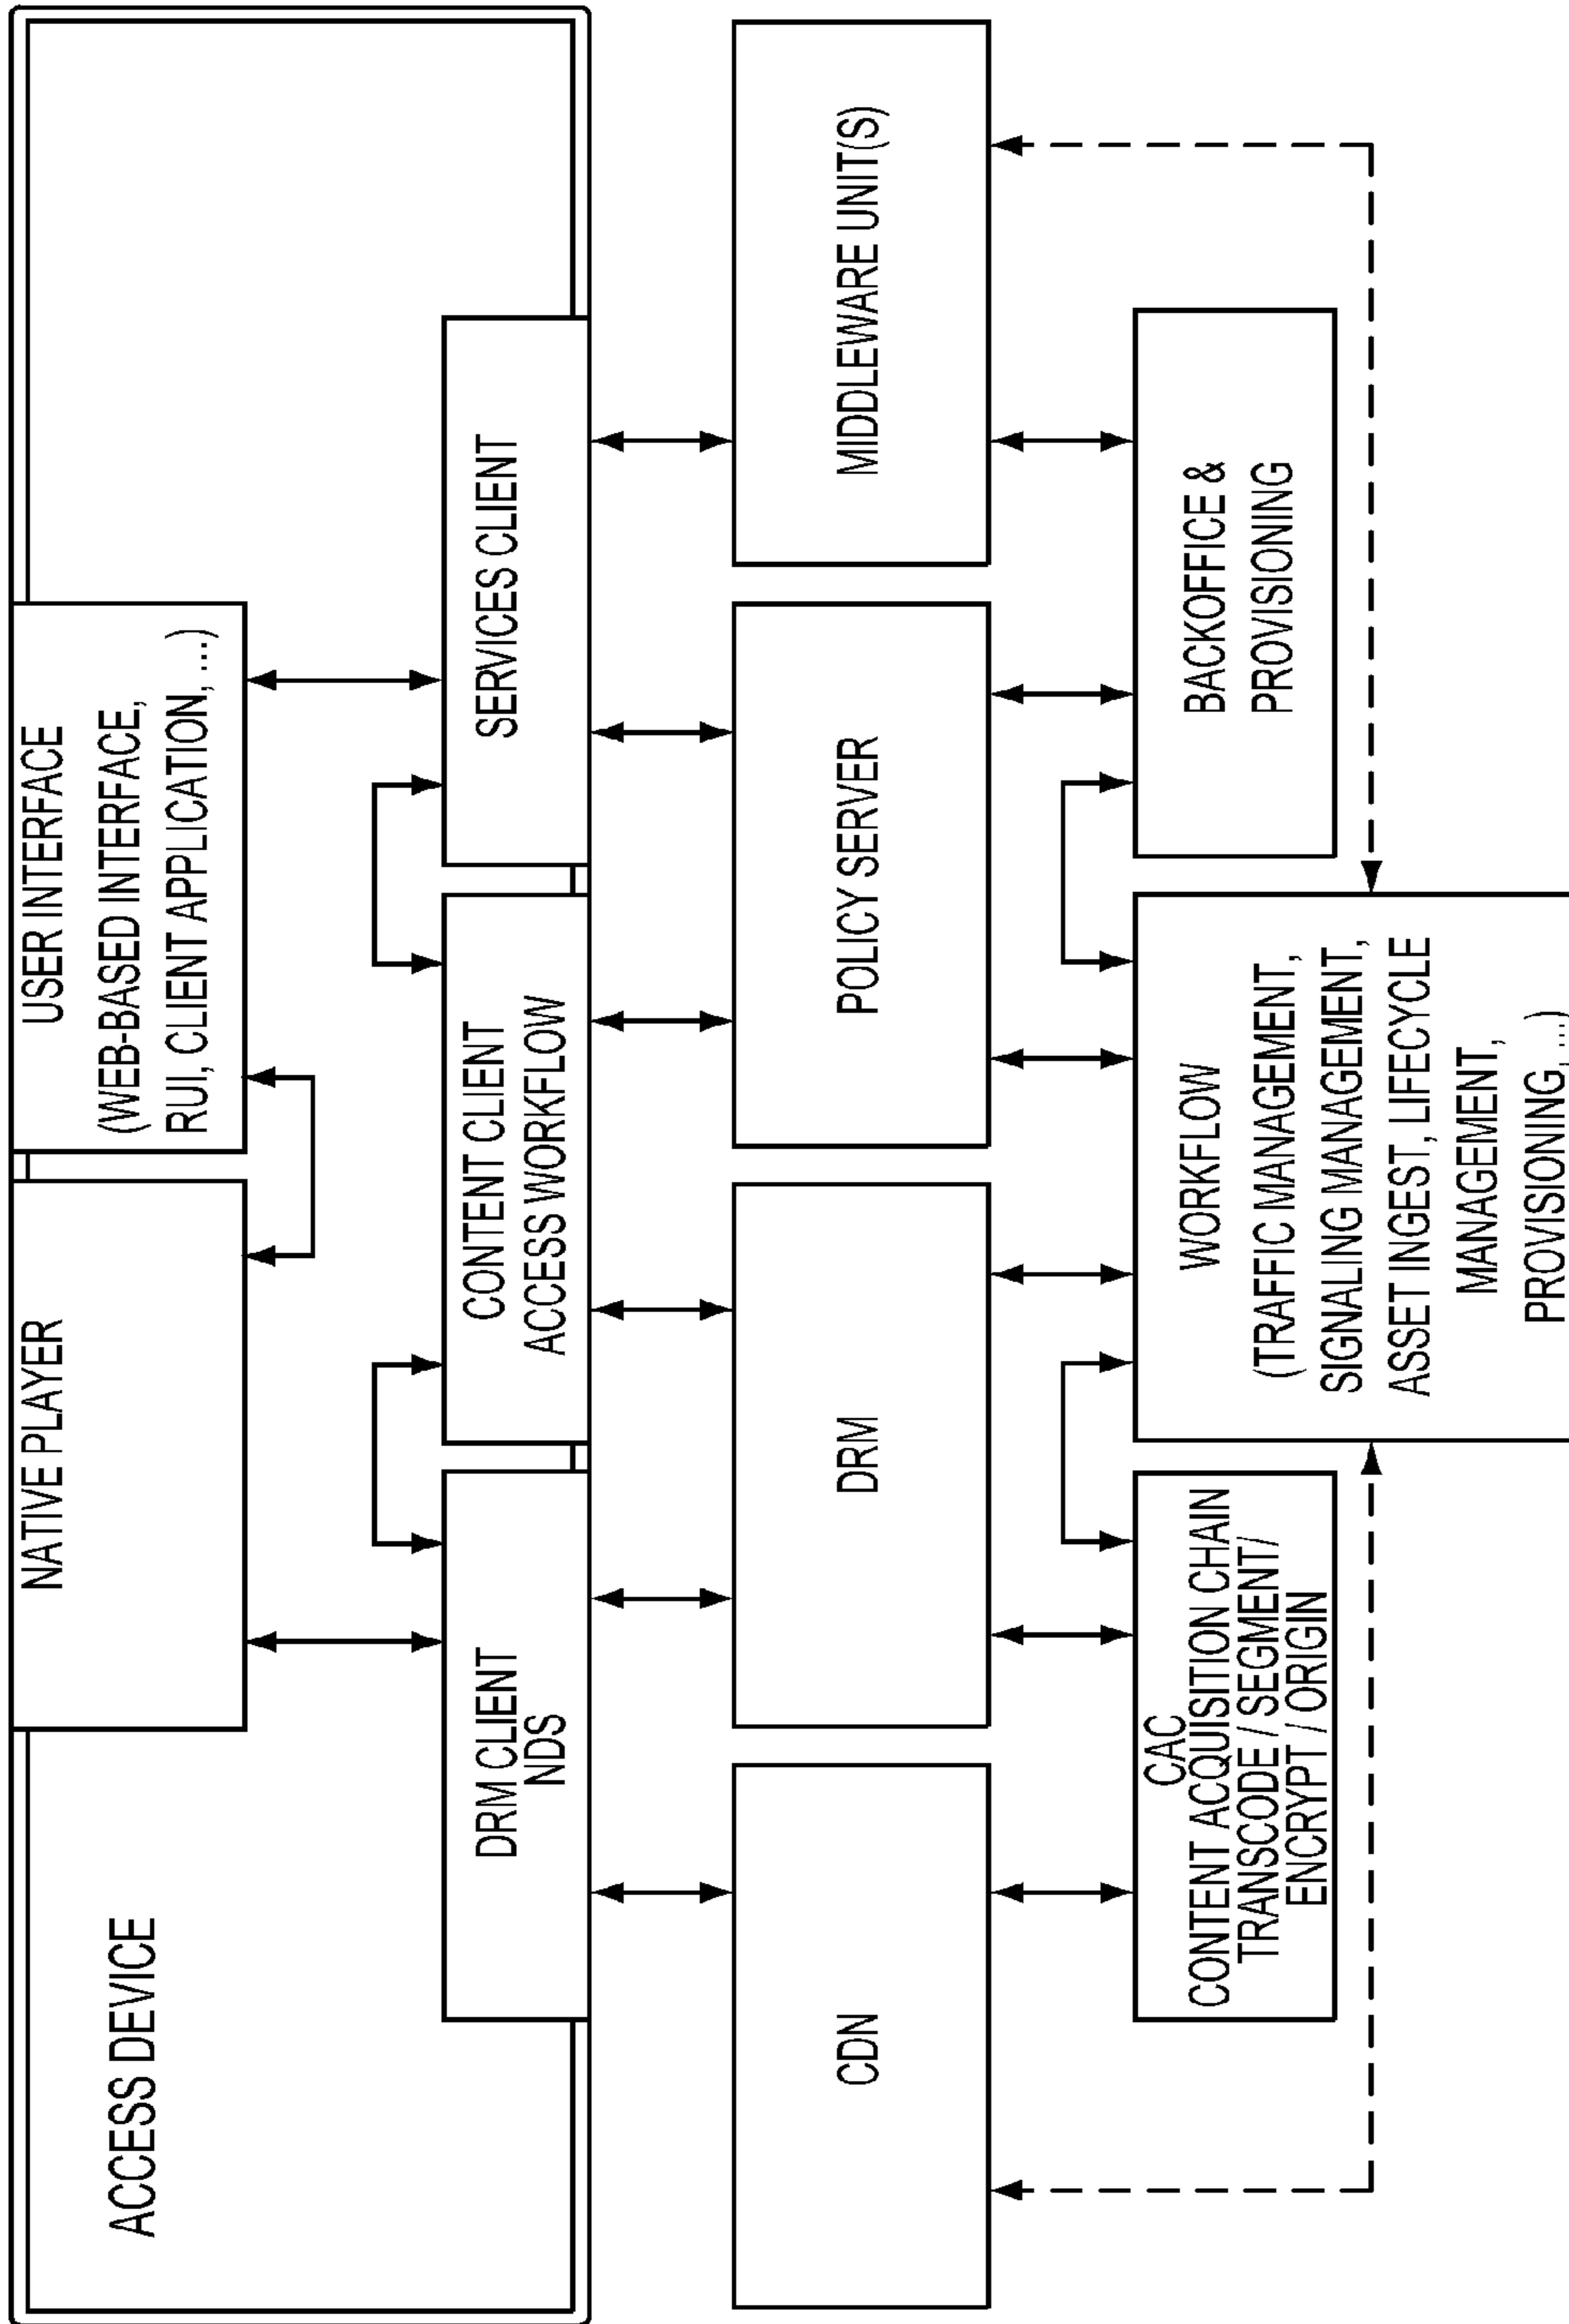 ACCESS DEVICE
NATIVE PLAYER
USER INTERFACE
(WEB-BASED INTERFACE,
RUI, CLIENT APPLICATION, ...)
DRM CLIENT
NDS
CONTENT CLIENT
ACCESS WORKFLOW
SERVICES CLIENT
CDN
DRM
POLICY SERVER
MIDDLEWARE UNIT(S)
CAC
CONTENT ACQUISITION CHAIN
TRANSCODE / SEGMENT/
ENCRYPT / ORIGIN
WORKFLOW
(TRAFFIC MANAGEMENT,
SIGNALING MANAGEMENT,
ASSET INGEST, LIFECYCLE
MANAGEMENT,
PROVISIONING, ...)
BACKOFFICE &
PROVISIONING